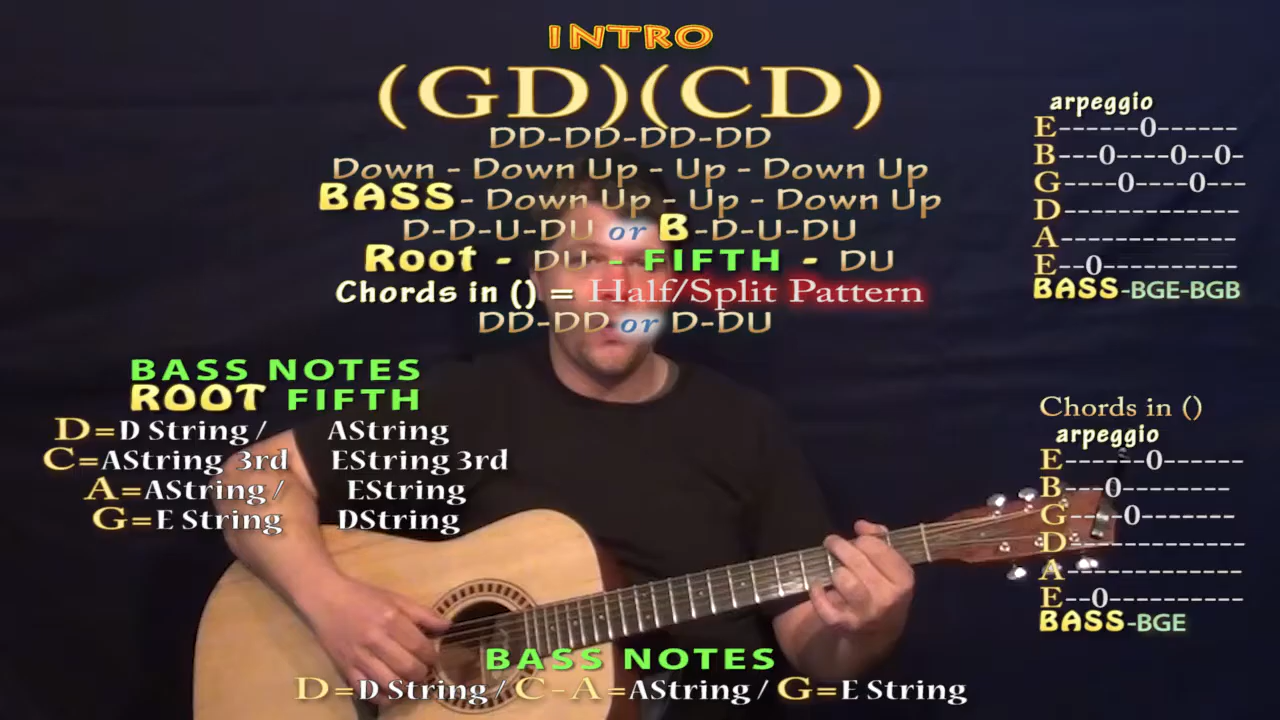 INTRO
(GD)(CD)
DD-DD-DD-DD
Down - Down Up - Up - Down Up
BASS- Down Up - Up - Down Up
D-D-U-DU or B-D-U-DU
Root - DU - FIFTH - DU
Chords in () = Half/Split Pattern
DD-DD or D-DU
BASS NOTES
ROOT FIFTH
D=D String / AString
C=AString 3rd EString 3rd
A=AString / EString
G=E String DString
arpeggio
E------0------
B---0----0--0-
G----0----0---
D-------------
A-------------
E--0----------
BASS-BGE-BGB
Chords in ()
arpeggio
E------0------
B---0---------
G----0--------
D-------------
A-------------
E--0----------
BASS-BGE
BASS NOTES
D=D String / C-A=AString / G=E String